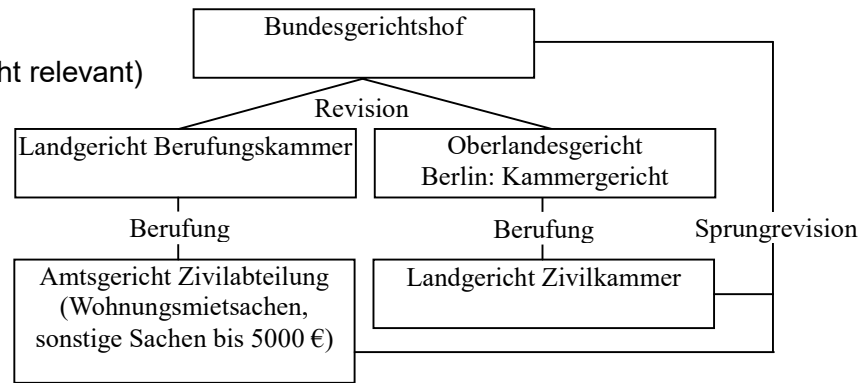 Bundesgerichtshof
ht relevant)
Revision
Landgericht Berufungskammer
Oberlandesgericht
Berlin: Kammergericht
Berufung
Berufung
Sprungrevision
Amtsgericht Zivilabteilung
(Wohnungsmietsachen,
sonstige Sachen bis 5000 €)
Landgericht Zivilkammer